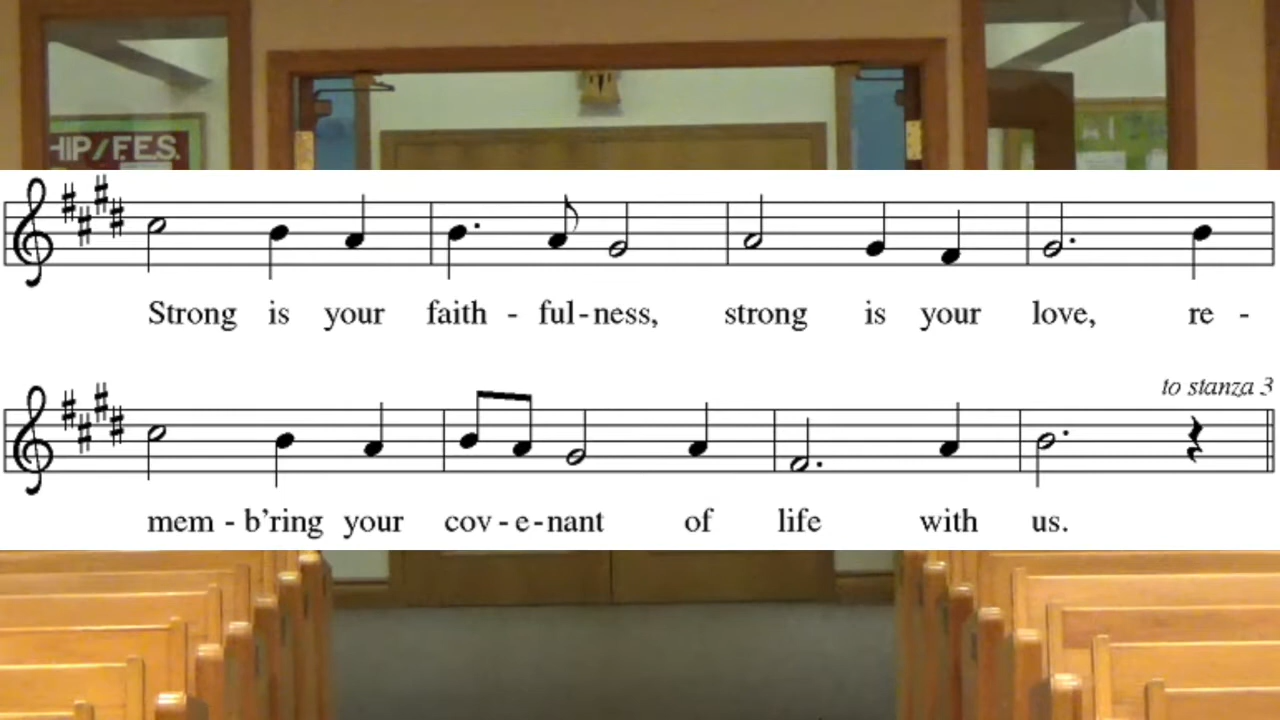 HIP/F.E.S.
Strong is your faith - ful - ness, strong is your love, re -
to stanza 3
mem - b'ring your cov - e - nant of life with us.